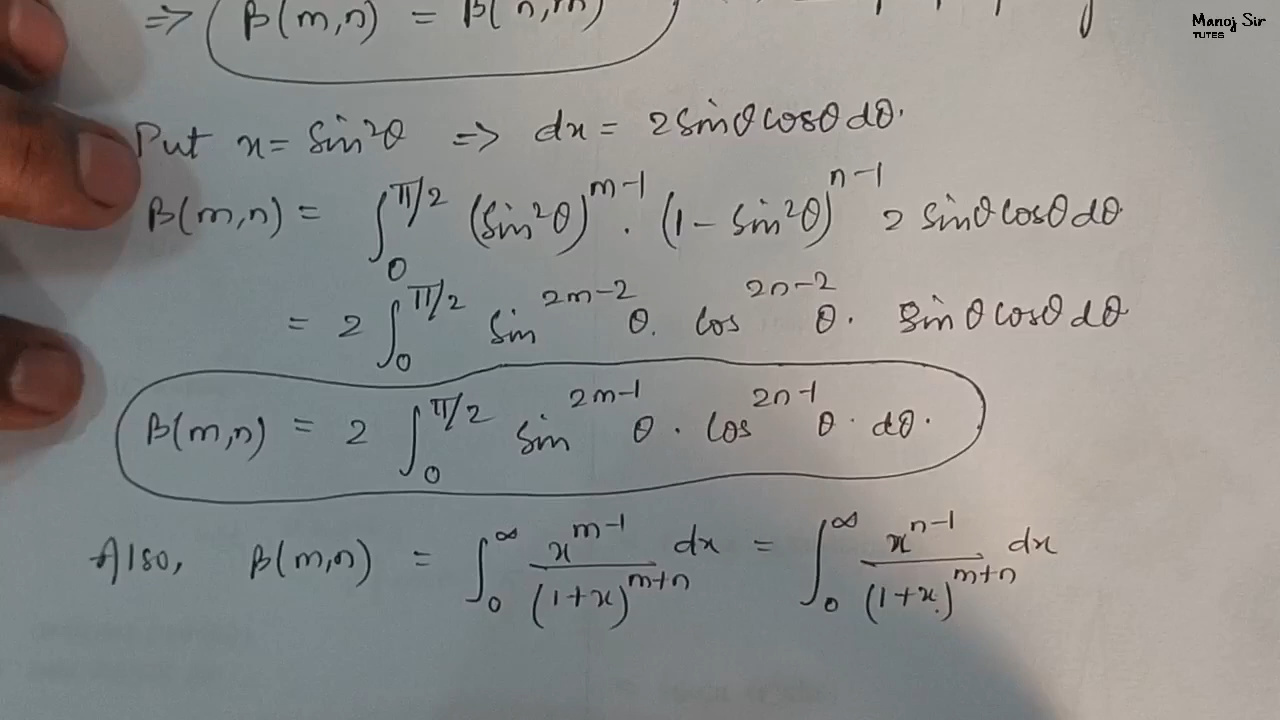 Manoj Sir
TUTES
=> β(m,n) = β(n,m)
Put x = Sin²θ => dx = 2 Sinθ cosθ dθ.
β(m,n) = ∫₀^(π/2) (Sin²θ)^(m-1) . (1 - Sin²θ)^(n-1) 2 Sinθ Cosθ dθ
= 2 ∫₀^(π/2) Sin^(2m-2) θ. Cos^(2n-2) θ. Sin θ Cosθ dθ
β(m,n) = 2 ∫₀^(π/2) Sin^(2m-1) θ . Cos^(2n-1) θ . dθ.
Also, β(m,n) = ∫₀^∞ x^(m-1)/(1+x)^(m+n) dx = ∫₀^∞ x^(n-1)/(1+x)^(m+n) dx